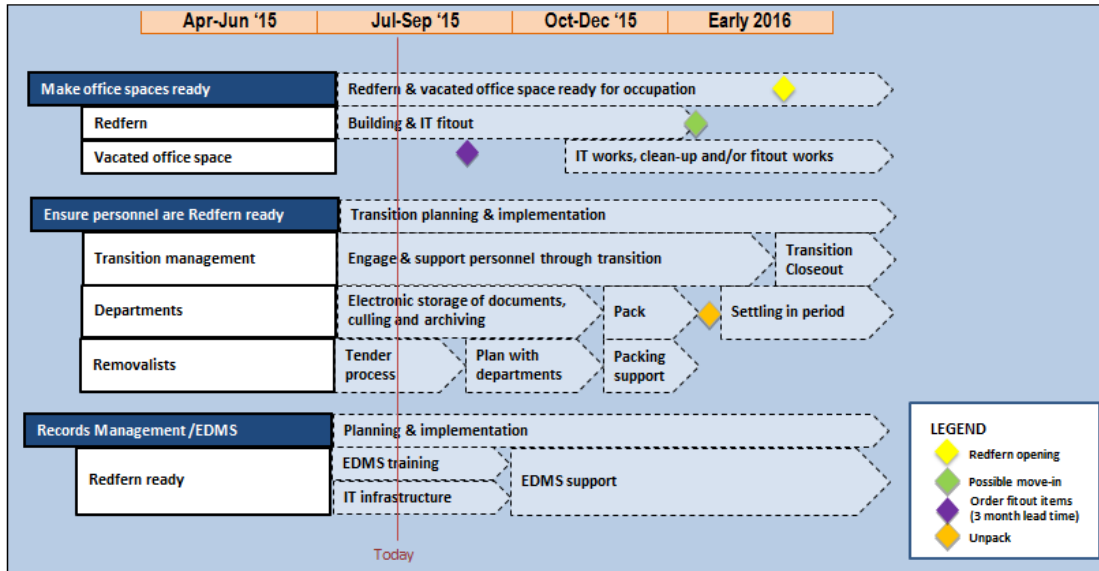 Apr-Jun ‘15
Jul-Sep ‘15
Oct-Dec ‘15
Early 2016
Make office spaces ready
Redfern & vacated office space ready for occupation
Redfern
Building & IT fitout
Vacated office space
IT works, clean-up and/or fitout works
Ensure personnel are Redfern ready
Transition planning & implementation
Transition management
Engage & support personnel through transition
Transition
Closeout
Departments
Electronic storage of documents,
culling and archiving
Pack
Settling in period
Removalists
Tender
process
Plan with
departments
Packing
support
Records Management /EDMS
Planning & implementation
Redfern ready
EDMS training
IT infrastructure
EDMS support
Today
LEGEND
Redfern opening
Possible move-in
Order fitout items
(3 month lead time)
Unpack